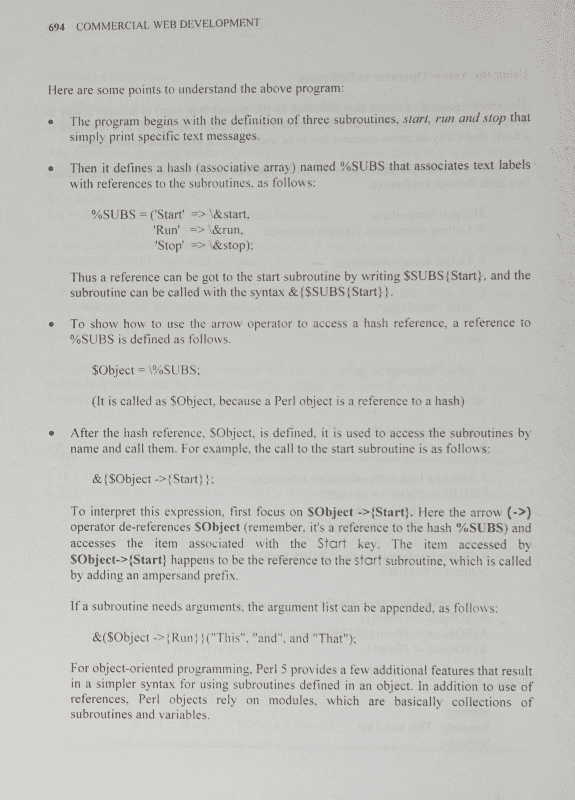 694 COMMERCIAL WEB DEVELOPMENT
Here are some points to understand the above program:
• The program begins with the definition of three subroutines, start, run and stop that
simply print specific text messages.
• Then it defines a hash (associative array) named %SUBS that associates text labels
with references to the subroutines, as follows:
%SUBS = ('Start' => \&start,
'Run' => \&run,
'Stop' => \&stop);
Thus a reference can be got to the start subroutine by writing $SUBS{Start}, and the
subroutine can be called with the syntax &{$SUBS{Start}}.
• To show how to use the arrow operator to access a hash reference, a reference to
%SUBS is defined as follows.
$Object = \%SUBS;
(It is called as $Object, because a Perl object is a reference to a hash)
• After the hash reference, $Object, is defined, it is used to access the subroutines by
name and call them. For example, the call to the start subroutine is as follows:
&{$Object ->{Start}};
To interpret this expression, first focus on $Object ->{Start}. Here the arrow (->)
operator de-references $Object (remember, it's a reference to the hash %SUBS) and
accesses the item associated with the Start key. The item accessed by
$Object->{Start} happens to be the reference to the start subroutine, which is called
by adding an ampersand prefix.
If a subroutine needs arguments, the argument list can be appended, as follows:
&($Object ->{Run}}("This", "and", and "That");
For object-oriented programming, Perl 5 provides a few additional features that result
in a simpler syntax for using subroutines defined in an object. In addition to use of
references, Perl objects rely on modules, which are basically collections of
subroutines and variables.